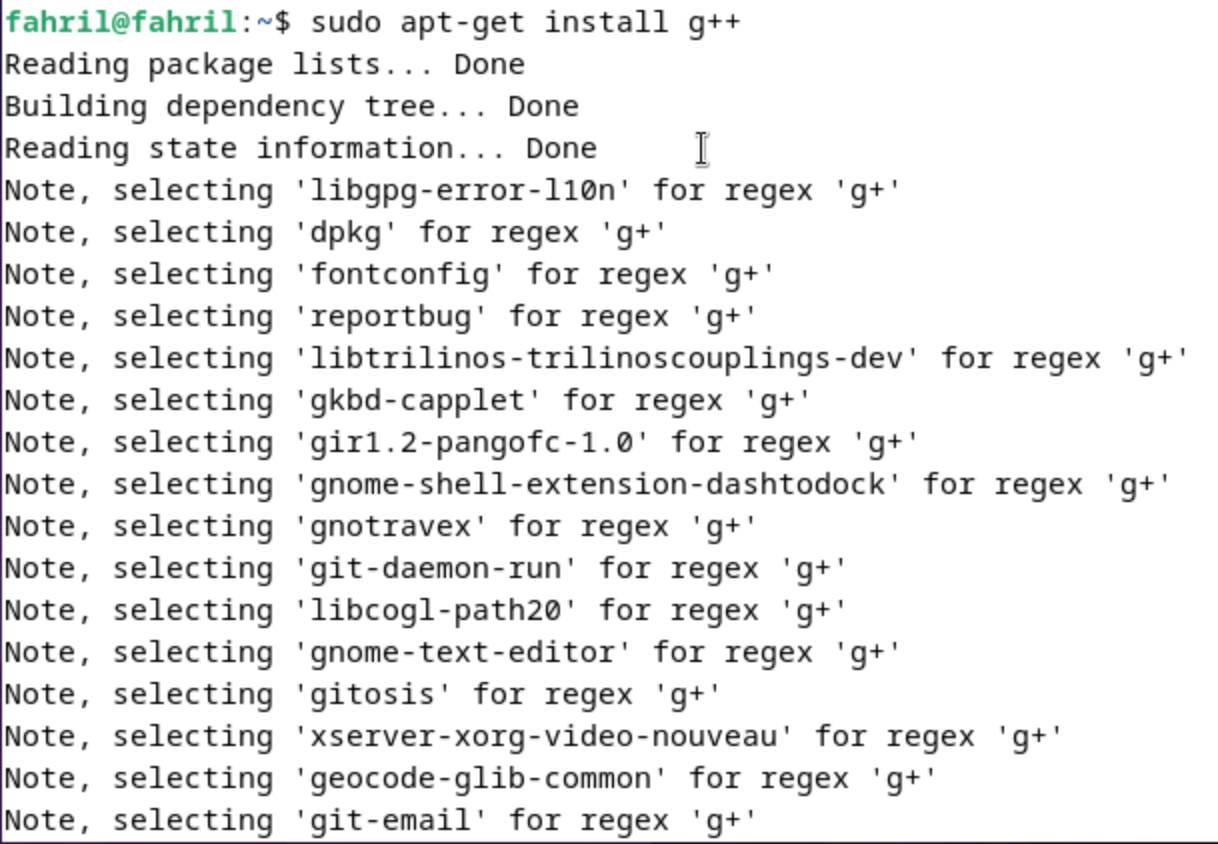 fahril@fahril:~$ sudo apt-get install g++
Reading package lists... Done
Building dependency tree... Done
Reading state information... Done
Note, selecting 'libgpg-error-l10n' for regex 'g+'
Note, selecting 'dpkg' for regex 'g+'
Note, selecting 'fontconfig' for regex 'g+'
Note, selecting 'reportbug' for regex 'g+'
Note, selecting 'libtrilinos-trilinoscouplings-dev' for regex 'g+'
Note, selecting 'gkbd-capplet' for regex 'g+'
Note, selecting 'gir1.2-pangofc-1.0' for regex 'g+'
Note, selecting 'gnome-shell-extension-dashtodock' for regex 'g+'
Note, selecting 'gnotravex' for regex 'g+'
Note, selecting 'git-daemon-run' for regex 'g+'
Note, selecting 'libcogl-path20' for regex 'g+'
Note, selecting 'gnome-text-editor' for regex 'g+'
Note, selecting 'gitosis' for regex 'g+'
Note, selecting 'xserver-xorg-video-nouveau' for regex 'g+'
Note, selecting 'geocode-glib-common' for regex 'g+'
Note, selecting 'git-email' for regex 'g+'